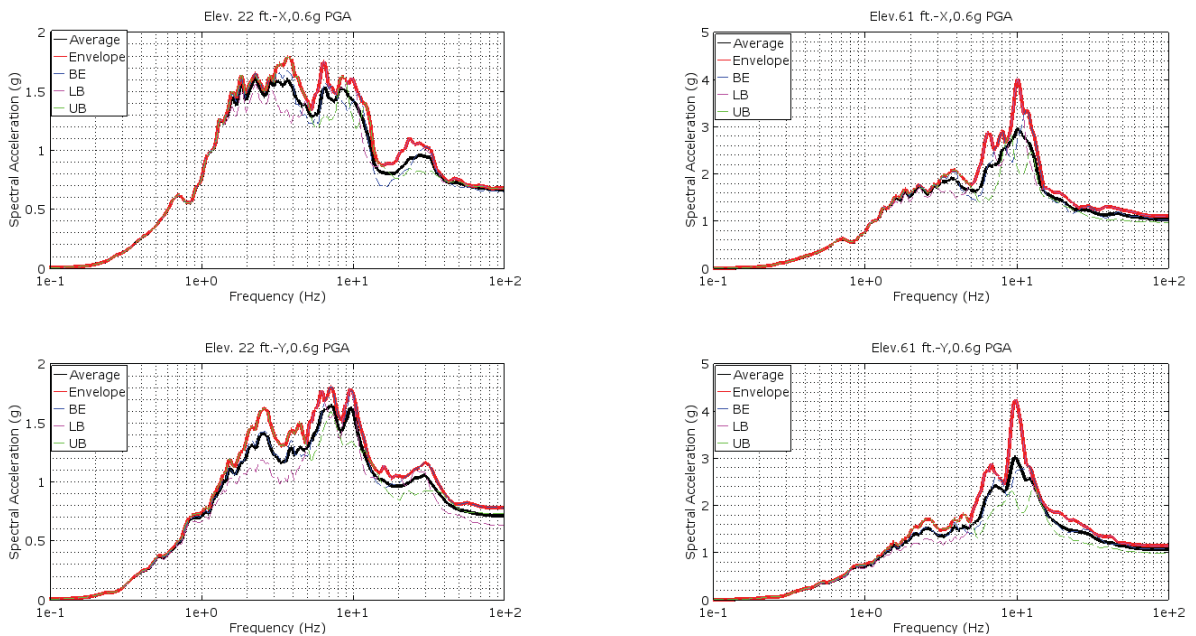 Elev. 22 ft.-X,0.6g PGA
2
1.5
1
0.5
0
Spectral Acceleration (g)
Average
Envelope
BE
LB
UB
1e-1
1e+0
1e+1
1e+2
Frequency (Hz)
Elev.61 ft.-X,0.6g PGA
5
4
3
2
1
0
Spectral Acceleration (g)
Average
Envelope
BE
LB
UB
1e-1
1e+0
1e+1
1e+2
Frequency (Hz)
Elev. 22 ft.-Y,0.6g PGA
2
1.5
1
0.5
0
Spectral Acceleration (g)
Average
Envelope
BE
LB
UB
1e-1
1e+0
1e+1
1e+2
Frequency (Hz)
Elev.61 ft.-Y,0.6g PGA
5
4
3
2
1
0
Spectral Acceleration (g)
Average
Envelope
BE
LB
UB
1e-1
1e+0
1e+1
1e+2
Frequency (Hz)